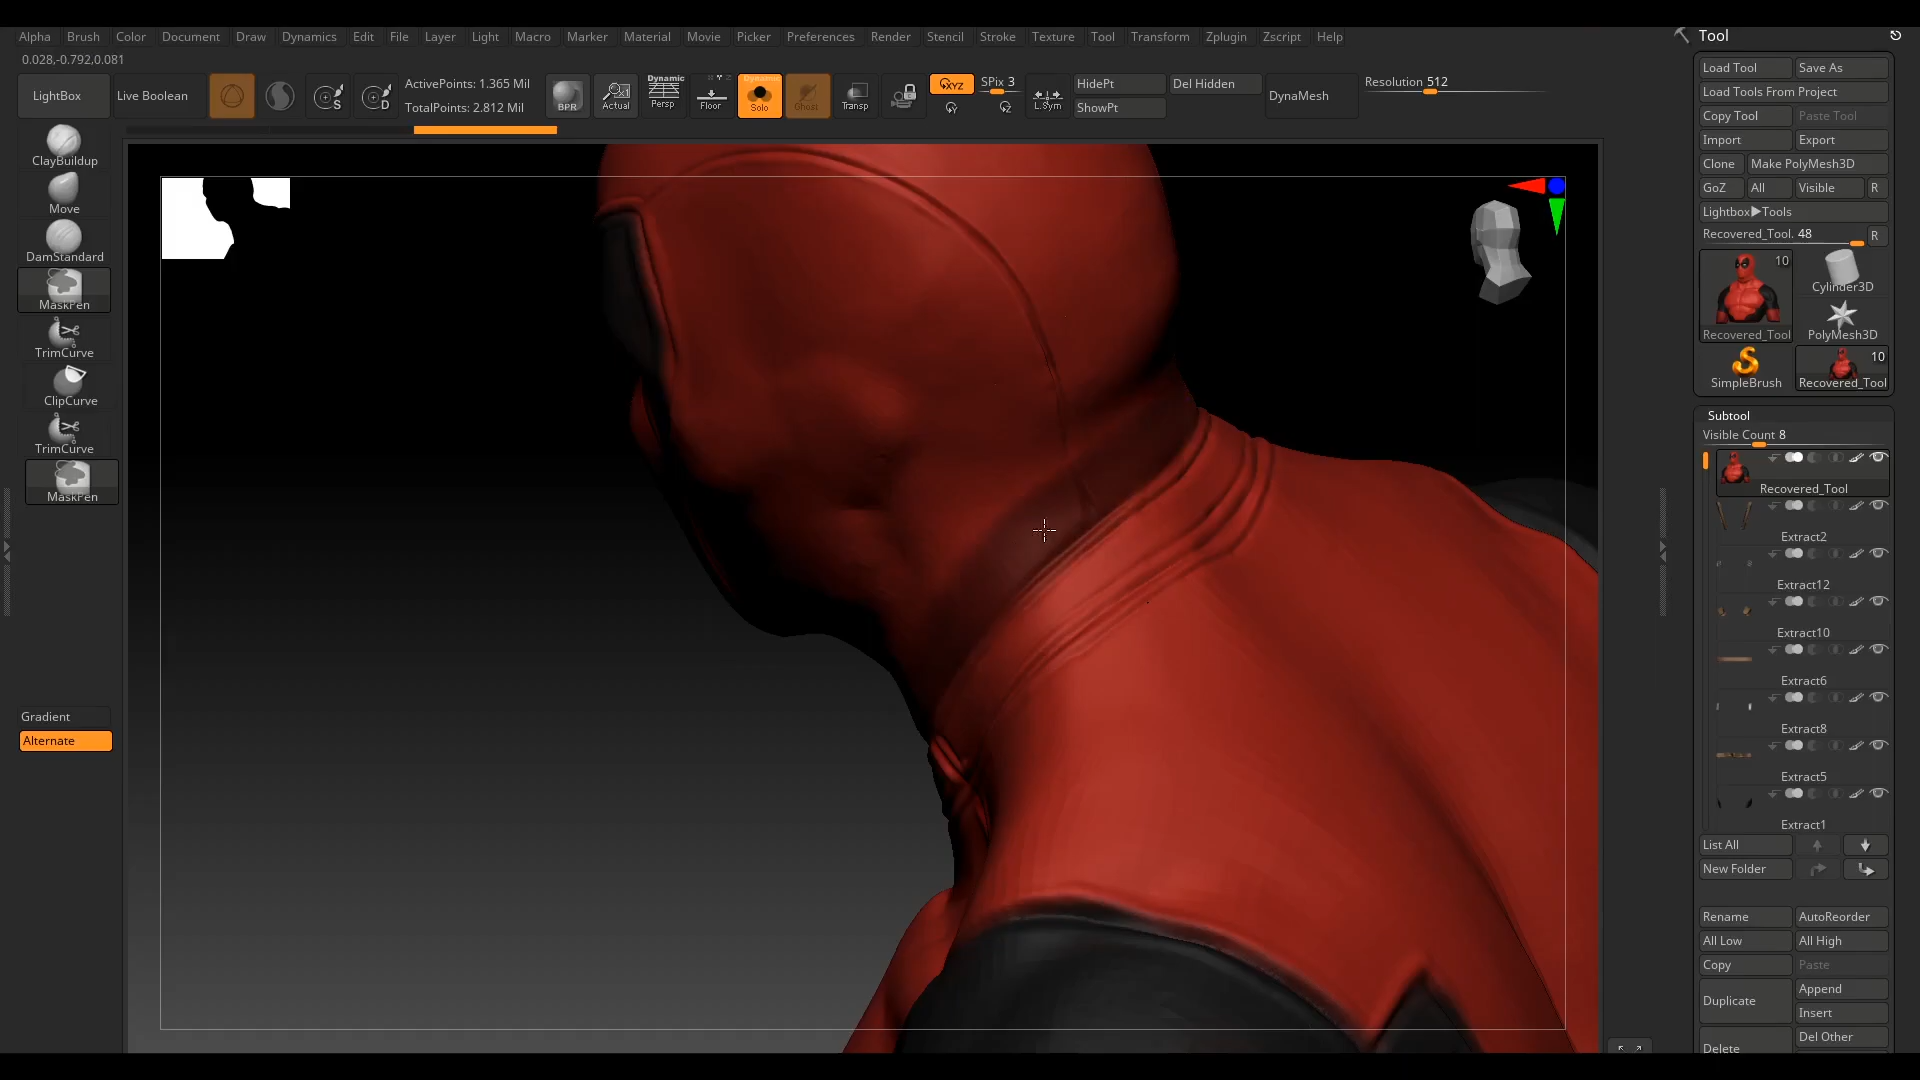 Alpha Brush Color Document Draw Dynamics Edit File Layer Light Macro Marker Material Movie Picker Preferences Render Stencil Stroke Texture Tool Transform Zplugin Zscript Help
0.028,-0.792,0.081
LightBox
Live Boolean
S
D
ActivePoints: 1.365 Mil
TotalPoints: 2.812 Mil
BPR
Actual
Dynamic
Persp
Floor
Dynamic
Solo
Ghost
Transp
XYZ
SPix 3
L.Sym
HidePt
ShowPt
Del Hidden
DynaMesh
Resolution 512
ClayBuildup
Move
DamStandard
MaskPen
TrimCurve
ClipCurve
TrimCurve
MaskPen
Gradient
Alternate
Tool
Load Tool Save As
Load Tools From Project
Copy Tool Paste Tool
Import Export
Clone Make PolyMesh3D
GoZ All Visible R
Lightbox▶Tools
Recovered_Tool. 48 R
10
Recovered_Tool
Cylinder3D
PolyMesh3D
SimpleBrush
10
Recovered_Tool
Subtool
Visible Count 8
Recovered_Tool
Extract2
Extract12
Extract10
Extract6
Extract8
Extract5
Extract1
List All
New Folder
Rename AutoReorder
All Low All High
Copy Paste
Duplicate
Append
Insert
Del Other
Delete